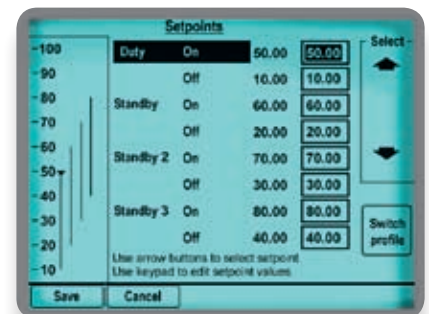 Setpoints
-100
-90
-80
-70
-60
-50
-40
-30
-20
-10
Duty On 50.00 50.00
Off 10.00 10.00
Standby On 60.00 60.00
Off 20.00 20.00
Standby 2 On 70.00 70.00
Off 30.00 30.00
Standby 3 On 80.00 80.00
Off 40.00 40.00
Use arrow buttons to select setpoint
Use keypad to edit setpoint values
Select
Switch
profile
Save Cancel